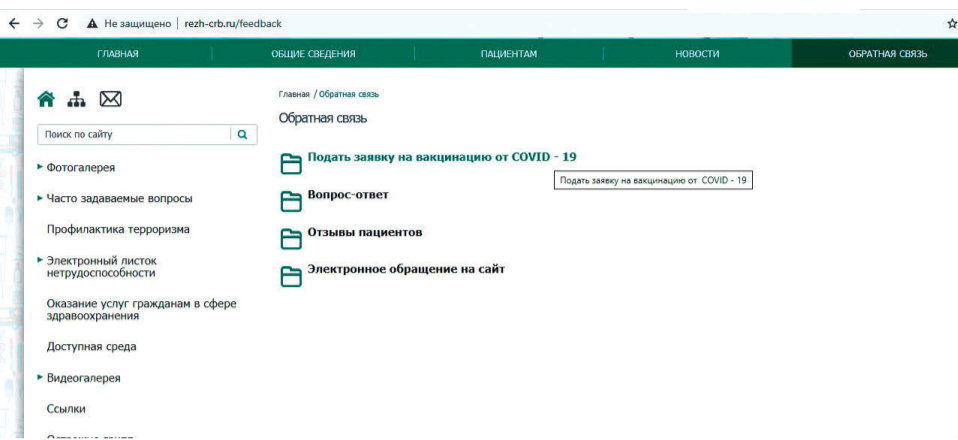 Не защищено | rezh-crb.ru/feedback
ГЛАВНАЯ ОБЩИЕ СВЕДЕНИЯ ПАЦИЕНТАМ НОВОСТИ ОБРАТНАЯ СВЯЗЬ
Главная / Обратная связь
Обратная связь
Поиск по сайту
Фотогалерея
Часто задаваемые вопросы
Профилактика терроризма
Электронный листок
нетрудоспособности
Оказание услуг гражданам в сфере
здравоохранения
Доступная среда
Видеогалерея
Ссылки
Подать заявку на вакцинацию от COVID - 19
Подать заявку на вакцинацию от COVID - 19
Вопрос-ответ
Отзывы пациентов
Электронное обращение на сайт